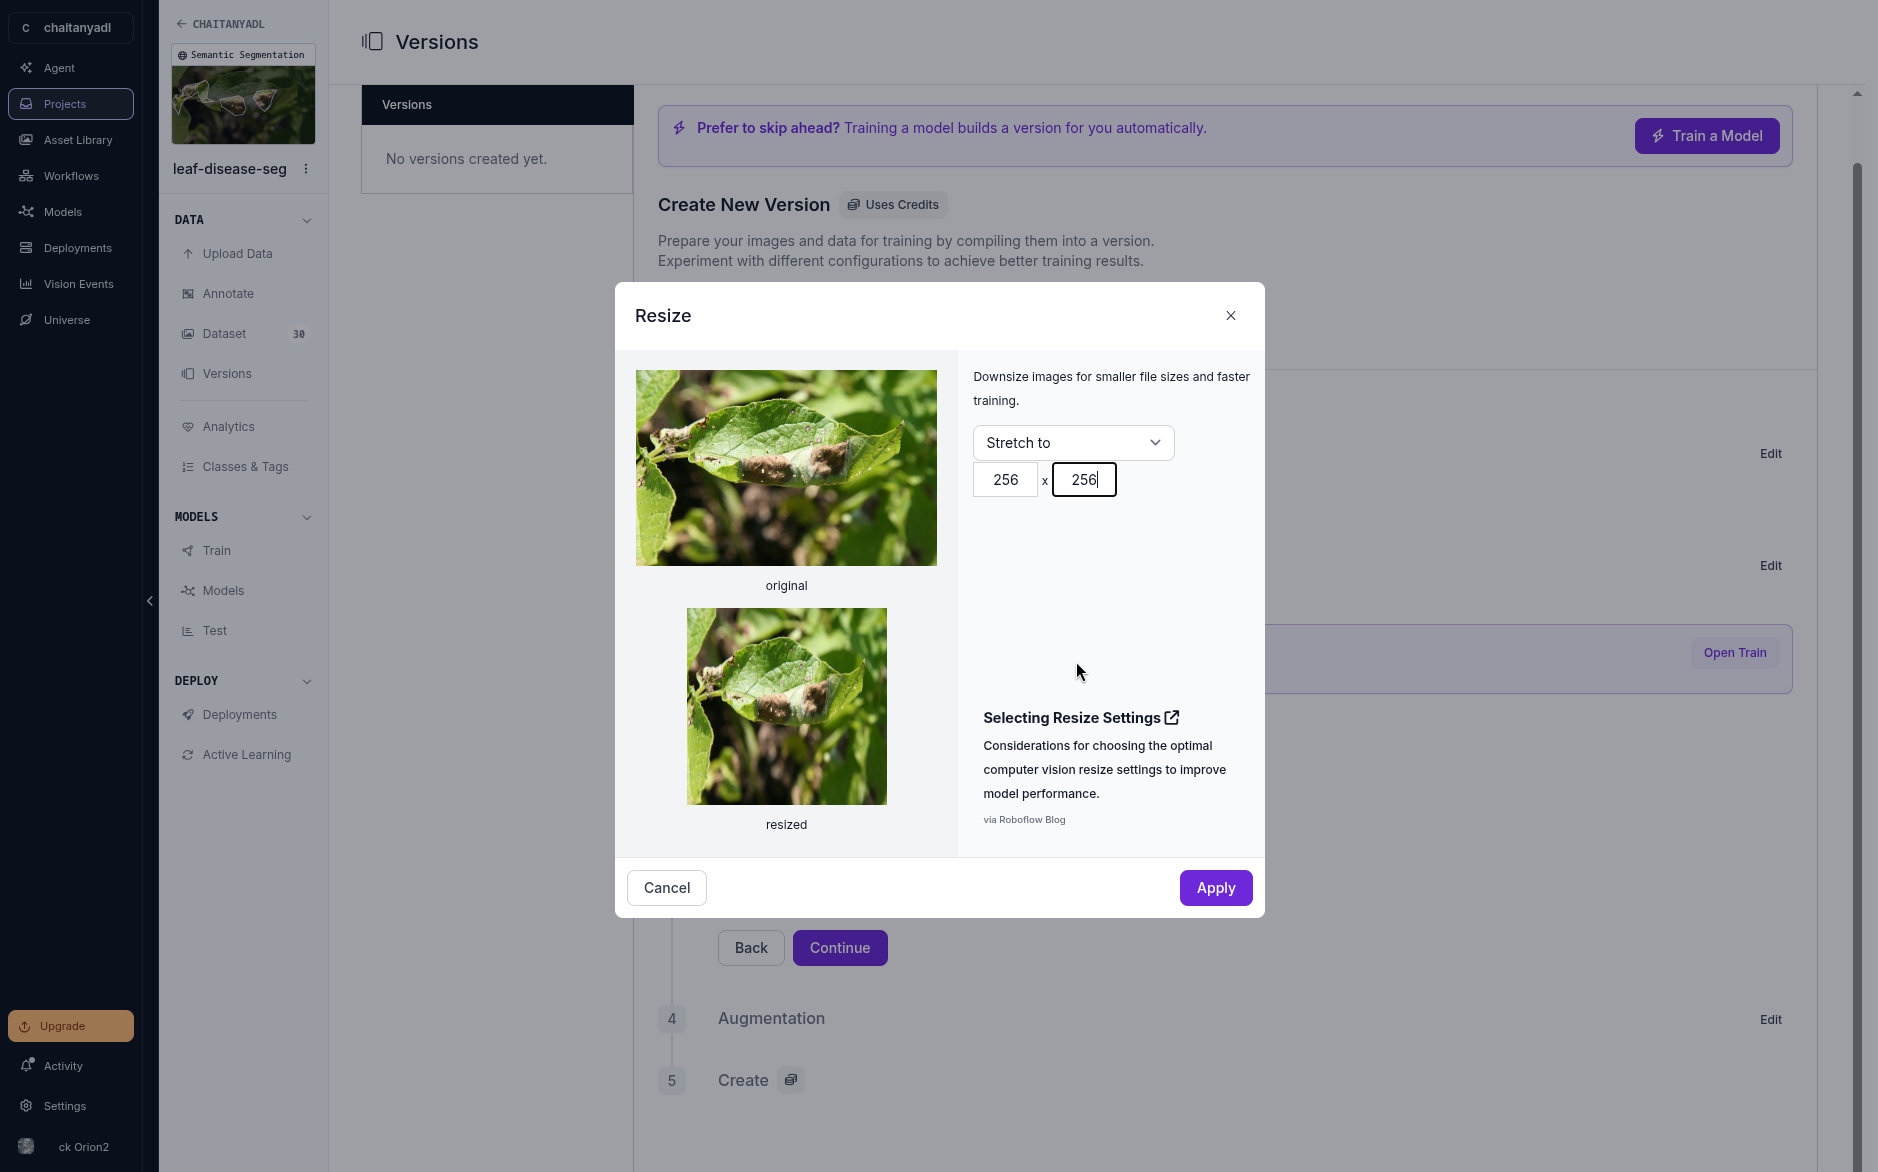 C chaitanyadl
Agent
Projects
Asset Library
Workflows
Models
Deployments
Vision Events
Universe
Upgrade
Activity
Settings
ck Orion2
CHAITANYADL
Semantic Segmentation
leaf-disease-seg
DATA
Upload Data
Annotate
Dataset 30
Versions
Analytics
Classes & Tags
MODELS
Train
Models
Test
DEPLOY
Deployments
Active Learning
Versions
Versions
No versions created yet.
Prefer to skip ahead? Training a model builds a version for you automatically.
Train a Model
Create New Version Uses Credits
Prepare your images and data for training by compiling them into a version.
Experiment with different configurations to achieve better training results.
Edit
Edit
Open Train
Resize
original
resized
Downsize images for smaller file sizes and faster
training.
Stretch to
256 x 256
Selecting Resize Settings
Considerations for choosing the optimal
computer vision resize settings to improve
model performance.
via Roboflow Blog
Cancel
Apply
Back
Continue
4 Augmentation Edit
5 Create